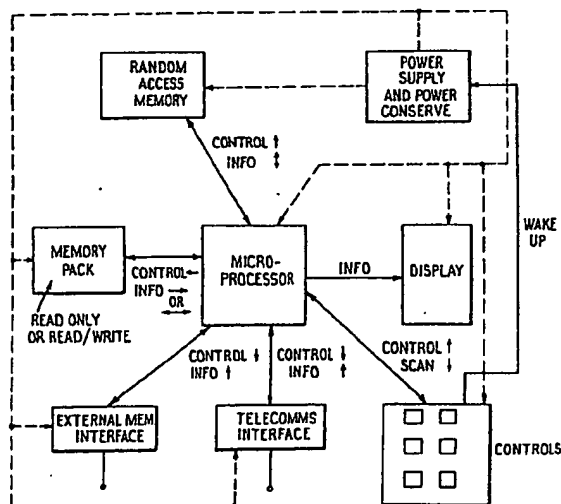 RANDOM
ACCESS
MEMORY
POWER
SUPPLY
AND POWER
CONSERVE
CONTROL ↑
INFO ↕
WAKE
UP
MEMORY
PACK
MICRO-
PROCESSOR
INFO
DISPLAY
CONTROL ←
INFO →
OR ↔
READ ONLY
OR READ/WRITE
CONTROL ↓
INFO ↑
CONTROL ↓
INFO ↑
CONTROL ↑
SCAN ↓
EXTERNAL MEM.
INTERFACE
TELECOMMS
INTERFACE
CONTROLS